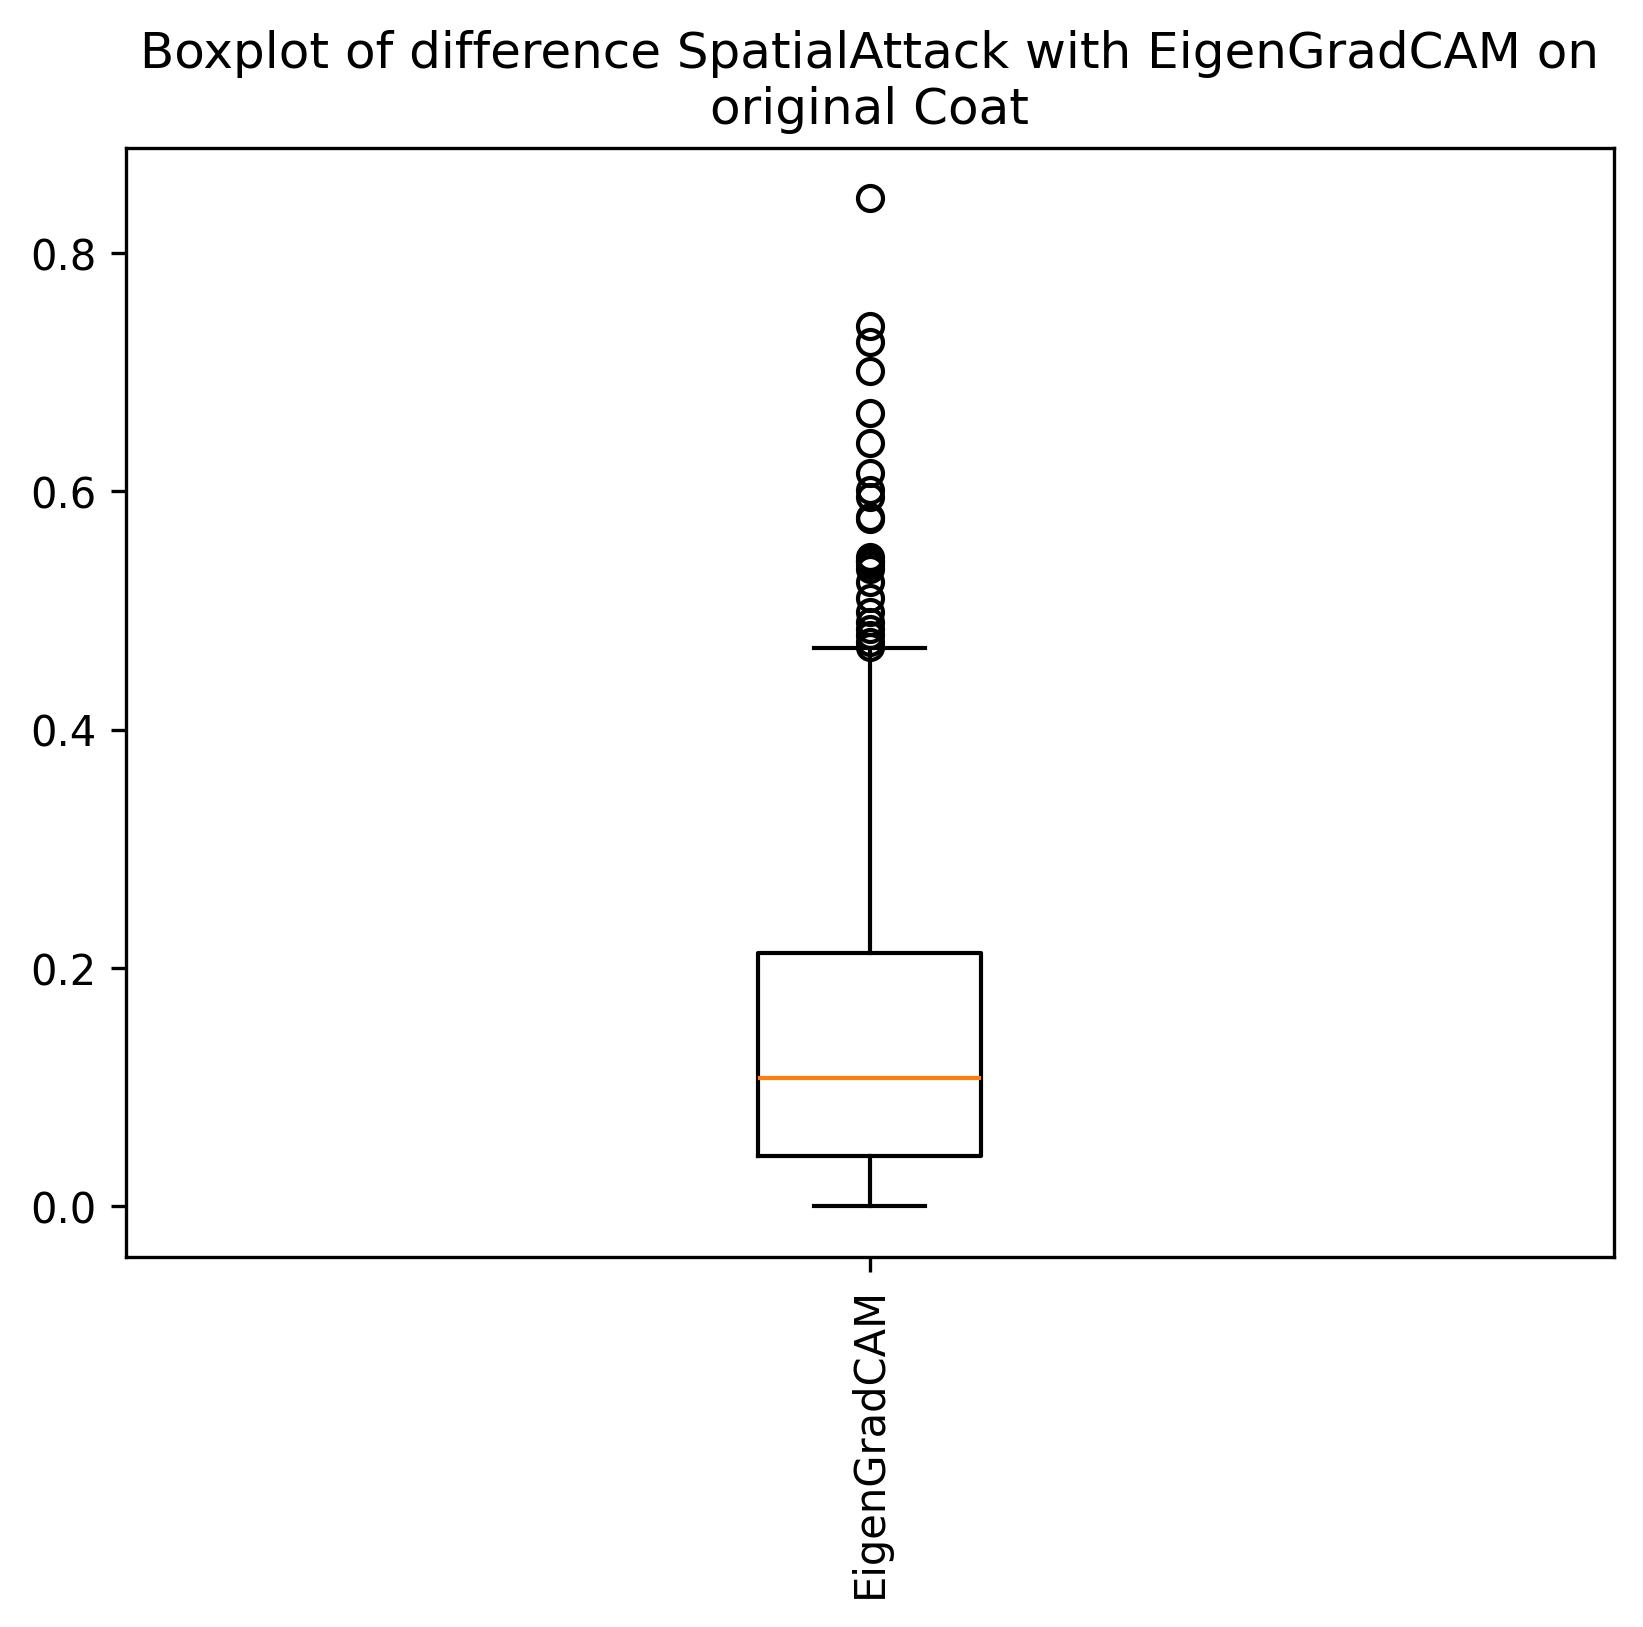 Boxplot of difference SpatialAttack with EigenGradCAM on
original Coat
0.8
0.6
0.4
0.2
0.0
EigenGradCAM